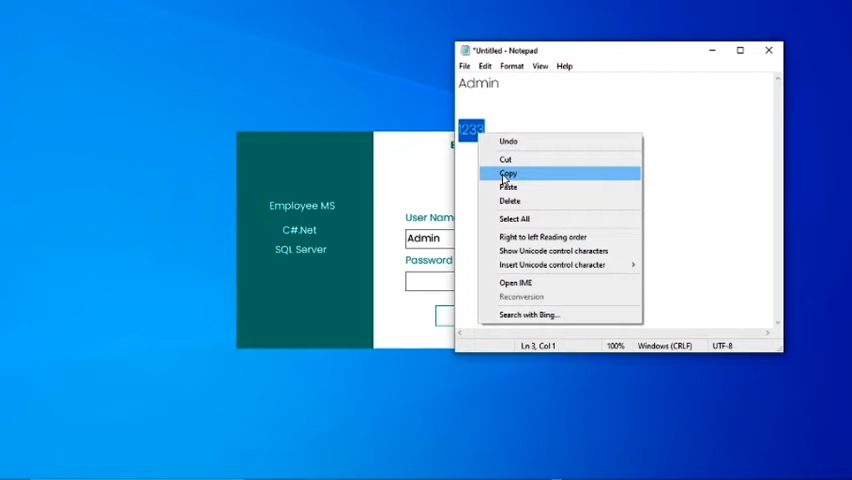 *Untitled - Notepad
File Edit Format View Help
Admin
1233
Undo
Cut
Copy
Paste
Delete
Select All
Right to left Reading order
Show Unicode control characters
Insert Unicode control character
Open IME
Reconversion
Search with Bing...
Ln 3, Col 1 100% Windows (CRLF) UTF-8
Employee MS
C#.Net
SQL Server
User Nam
Admin
Password